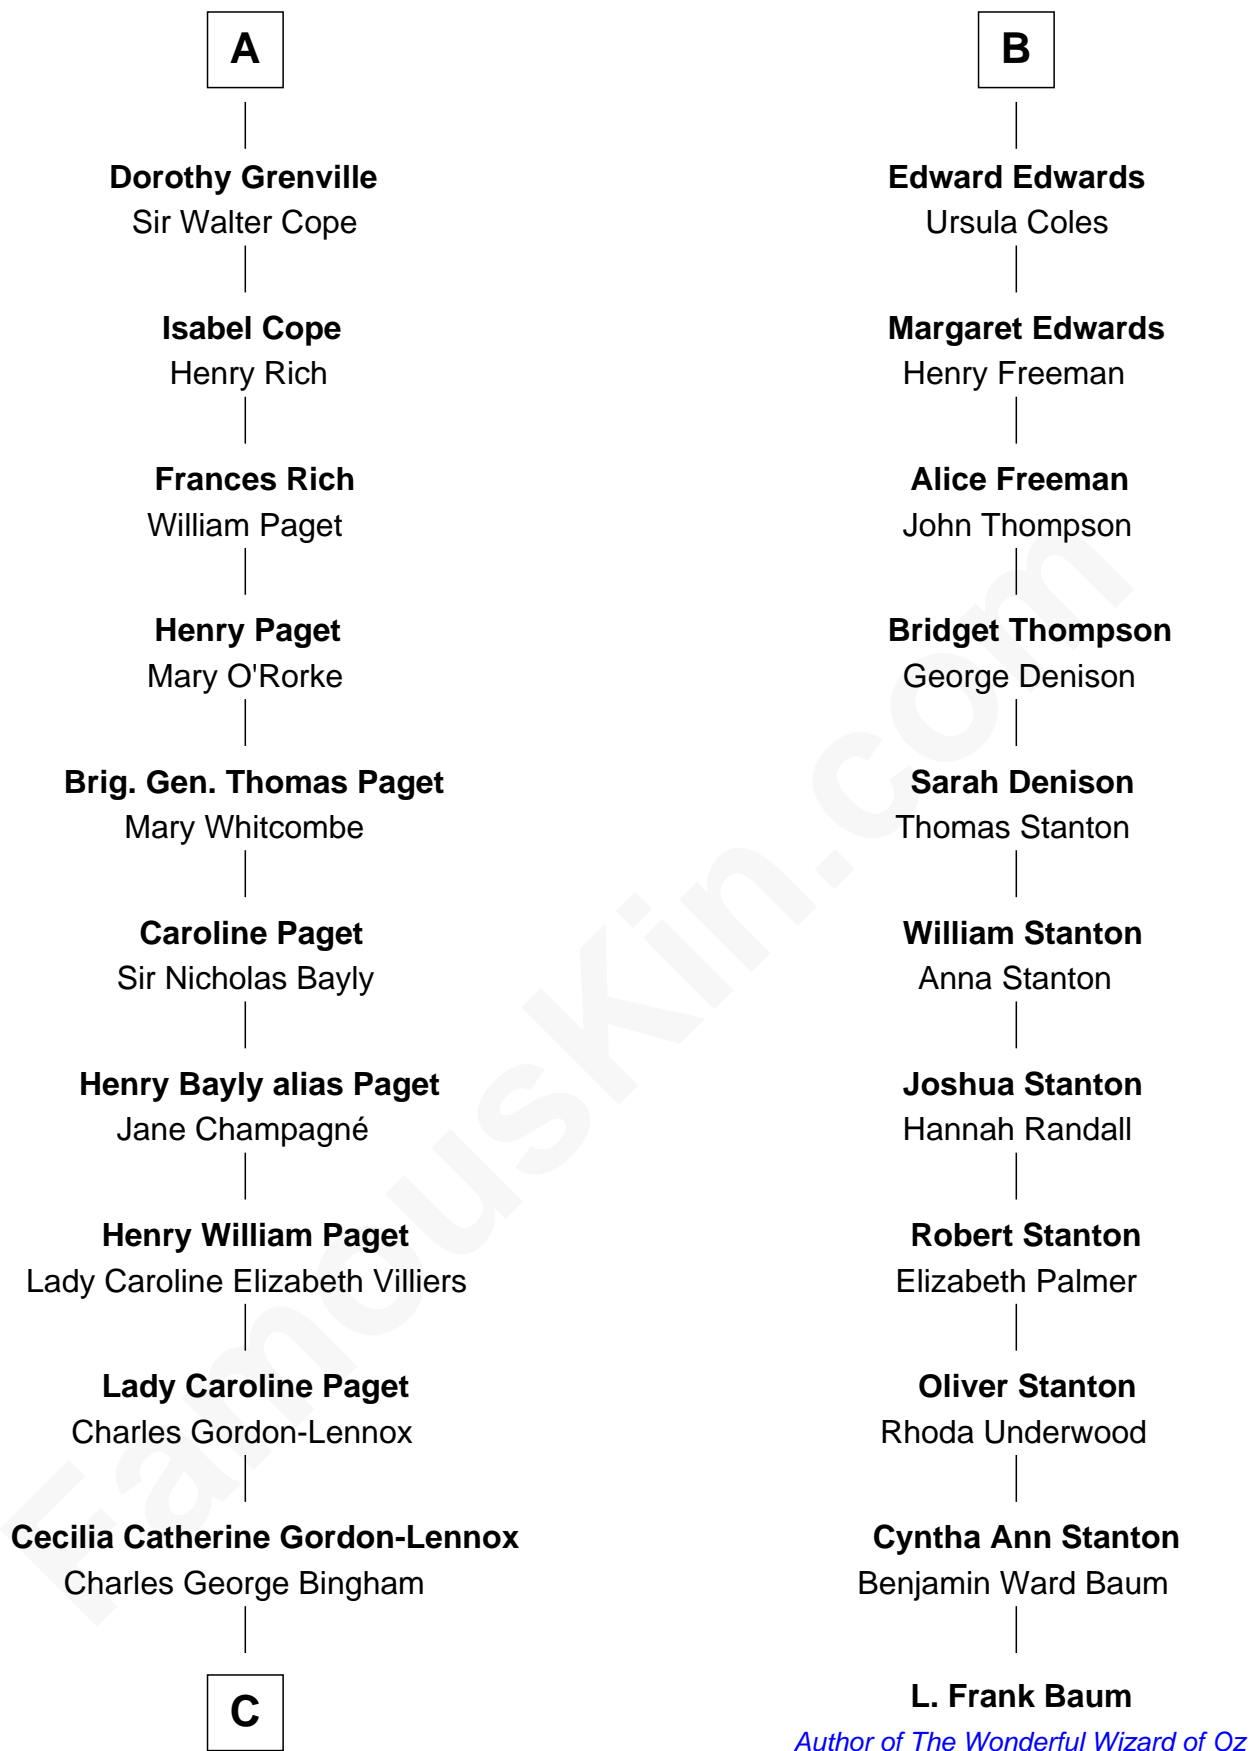 A
Dorothy Grenville
Sir Walter Cope
Isabel Cope
Henry Rich
Frances Rich
William Paget
Henry Paget
Mary O'Rorke
Brig. Gen. Thomas Paget
Mary Whitcombe
Caroline Paget
Sir Nicholas Bayly
Henry Bayly alias Paget
Jane Champagné
Henry William Paget
Lady Caroline Elizabeth Villiers
Lady Caroline Paget
Charles Gordon-Lennox
Cecilia Catherine Gordon-Lennox
Charles George Bingham
C
B
Edward Edwards
Ursula Coles
Margaret Edwards
Henry Freeman
Alice Freeman
John Thompson
Bridget Thompson
George Denison
Sarah Denison
Thomas Stanton
William Stanton
Anna Stanton
Joshua Stanton
Hannah Randall
Robert Stanton
Elizabeth Palmer
Oliver Stanton
Rhoda Underwood
Cyntha Ann Stanton
Benjamin Ward Baum
L. Frank Baum
Author of The Wonderful Wizard of Oz
FamousKin.com